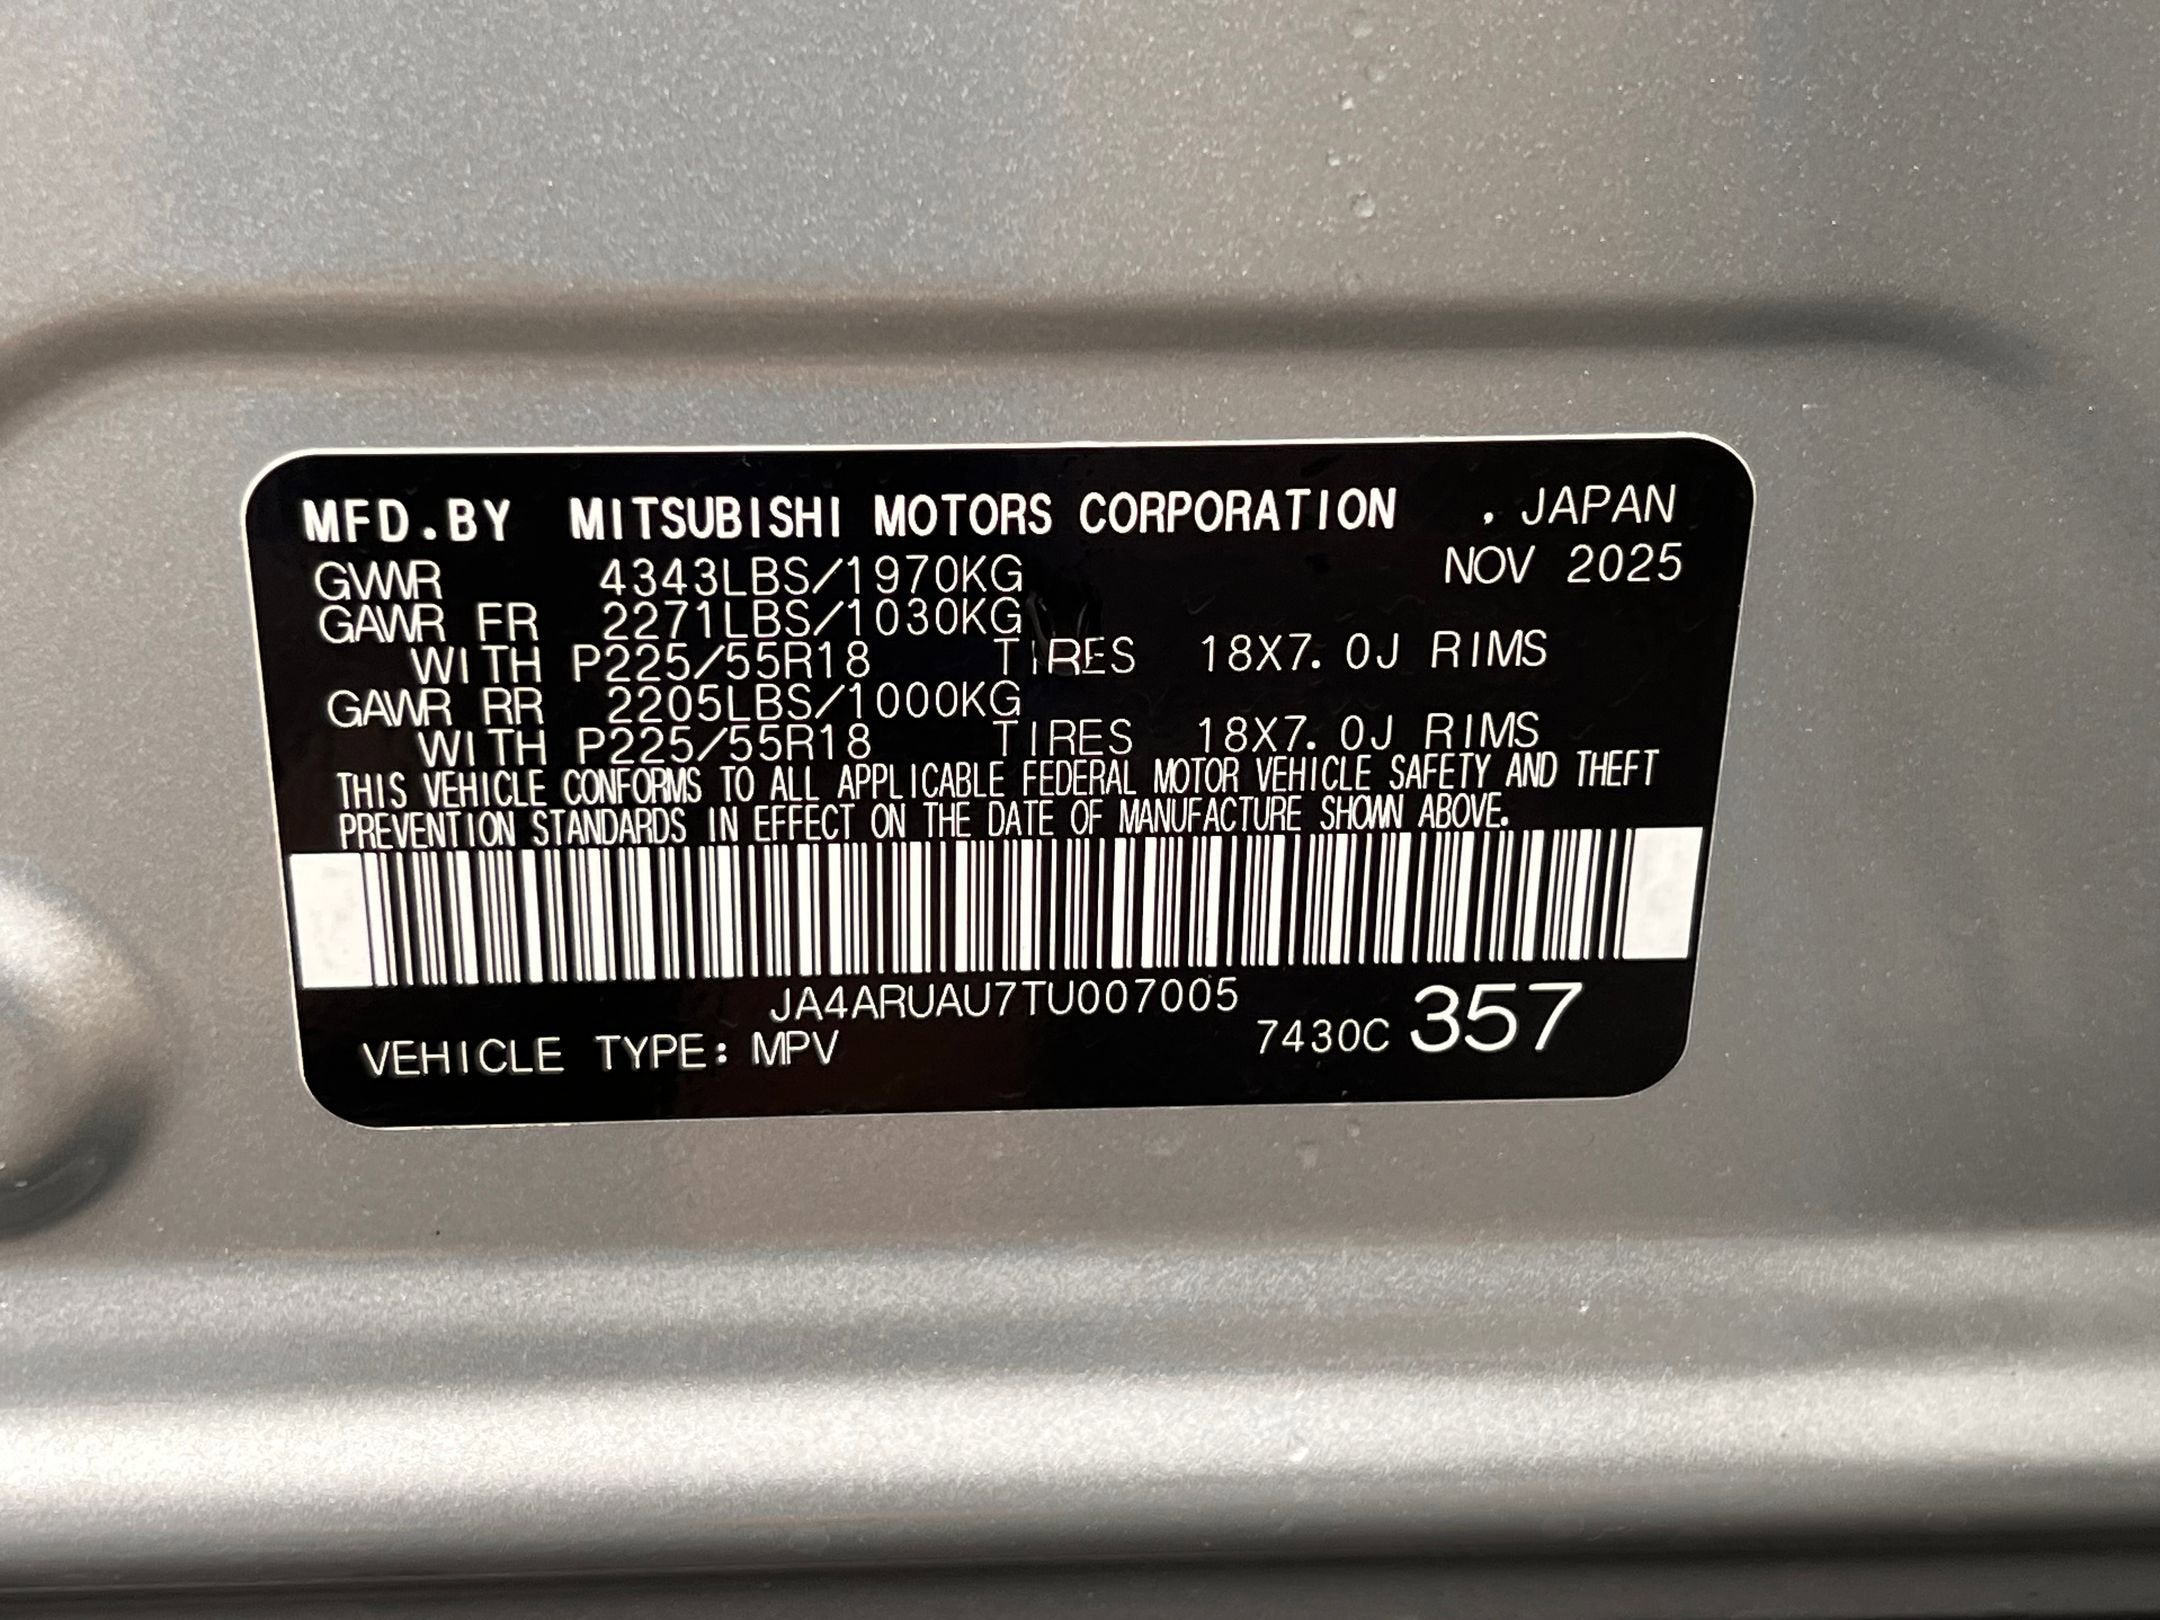 MFD.BY MITSUBISHI MOTORS CORPORATION , JAPAN
GVWR 4343LBS/1970KG NOV 2025
GAWR FR 2271LBS/1030KG
WITH P225/55R18 TIRES 18X7.0J RIMS
GAWR RR 2205LBS/1000KG
WITH P225/55R18 TIRES 18X7.0J RIMS
THIS VEHICLE CONFORMS TO ALL APPLICABLE FEDERAL MOTOR VEHICLE SAFETY AND THEFT
PREVENTION STANDARDS IN EFFECT ON THE DATE OF MANUFACTURE SHOWN ABOVE.
JA4ARUAU7TU007005
VEHICLE TYPE: MPV 7430C 357